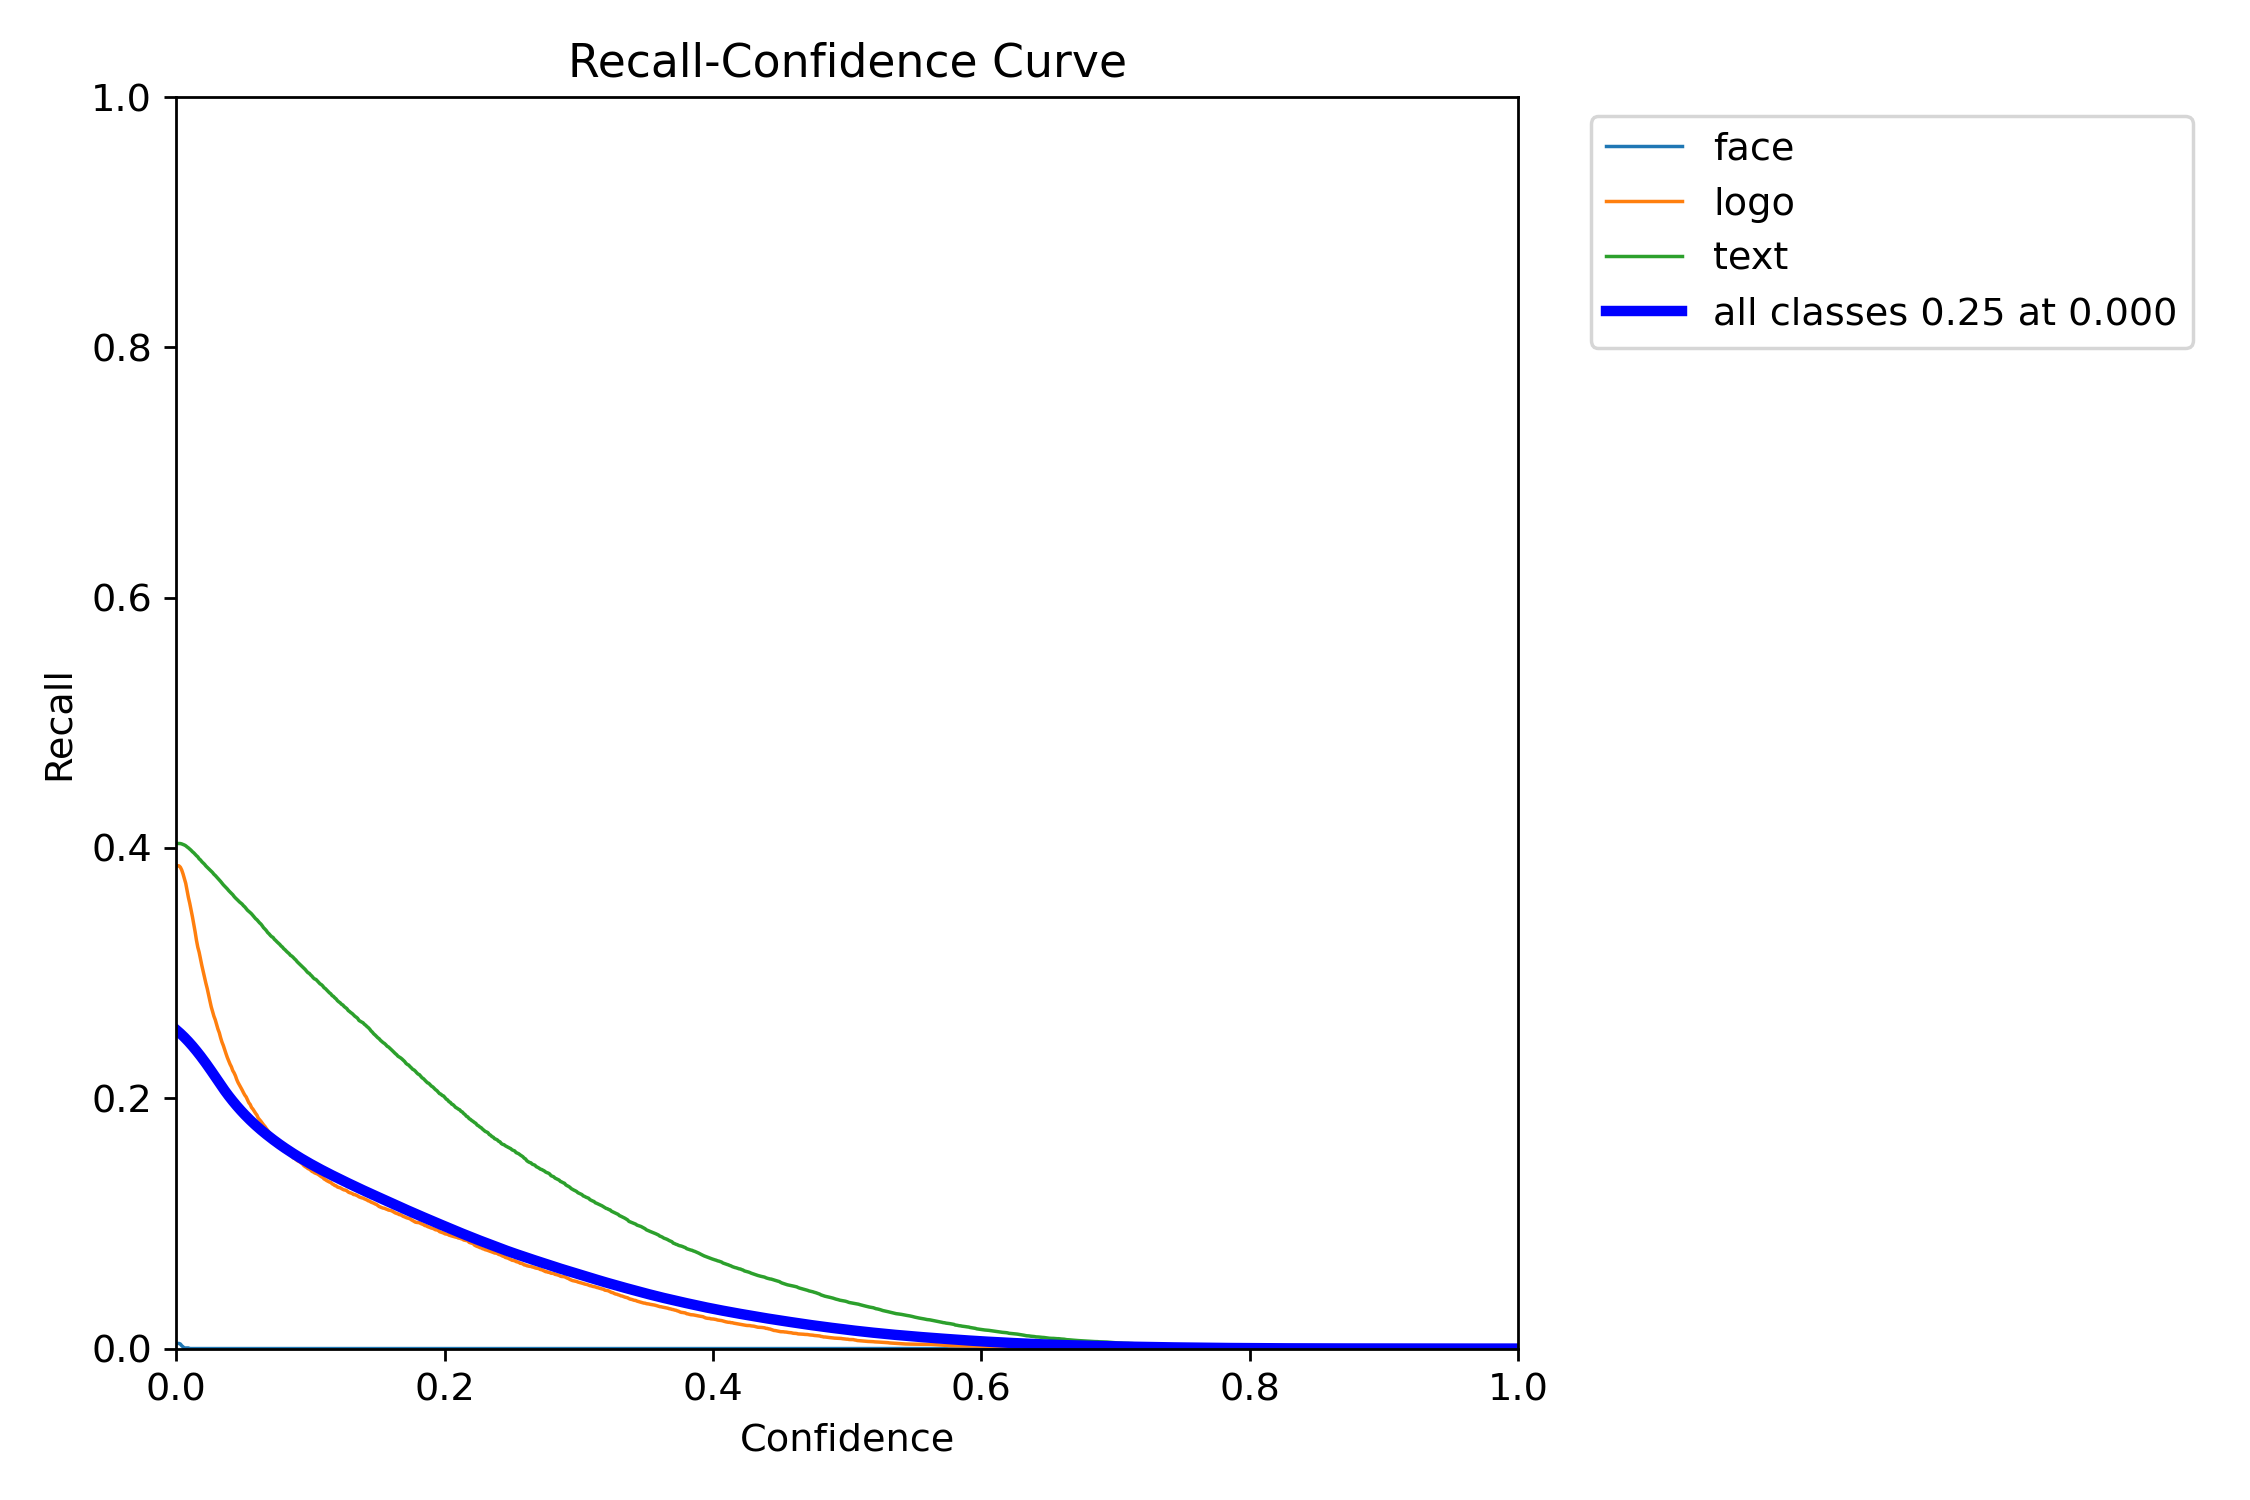 Recall-Confidence Curve
1.0
0.8
0.6
0.4
0.2
0.0
Recall
0.0 0.2 0.4 0.6 0.8 1.0
Confidence
face
logo
text
all classes 0.25 at 0.000